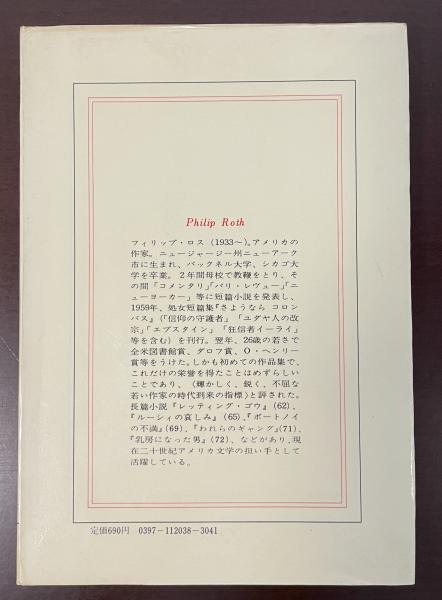 Philip Roth
フィリップ・ロス (1933〜)。アメリカの
作家。ニュージャージー州ニューアーク
市に生まれ、バックネル大学、シカゴ大
学を卒業。2年間母校で教鞭をとり、そ
の間「コメンタリ」「パリ・レヴュー」「ニ
ューヨーカー」等に短篇小説を発表し、
1959年、処女短篇集『さようなら コロン
バス』(「信仰の守護者」「ユダヤ人の改
宗」「エプスタイン」「狂信者イーライ」
等を含む) を刊行。翌年、26歳の若さで
全米図書館賞、ダロフ賞、O・ヘンリー
賞等をうけた。しかも初めての作品集で、
これだけの栄誉を得たことはめずらしい
ことであり、〈輝かしく、鋭く、不屈な
若い作家の時代到来の指標〉と評された。
長篇小説『レッティング・ゴウ』(62)、
『ルーシィの哀しみ』(65)、『ポートノイ
の不満』(69)、『われらのギャング』(71)、
『乳房になった男』(72)、などがあり、現
在二十世紀アメリカ文学の担い手として
活躍している。
定価690円 0397-112038-3041